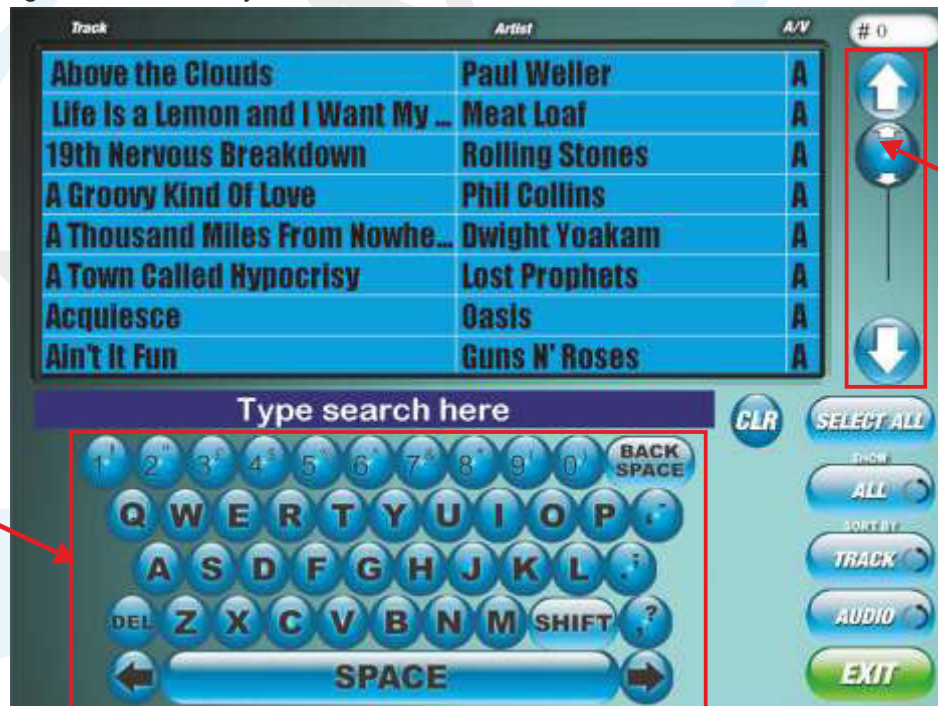 Track Artist A/V # 0
Above the Clouds Paul Weller A
Life Is a Lemon and I Want My ... Meat Loaf A
19th Nervous Breakdown Rolling Stones A
A Groovy Kind Of Love Phil Collins A
A Thousand Miles From Nowhe... Dwight Yoakam A
A Town Called Hypocrisy Lost Prophets A
Acquiesce Oasis A
Ain't It Fun Guns N' Roses A
Type search here CLR SELECT ALL
1 ! 2 " 3 £ 4 $ 5 6 7 & 8 * 9 ( 0 ) BACK SPACE
SHOW
ALL
Q W E R T Y U I O P
SORT BY
TRACK
A S D F G H J K L
AUDIO
DEL Z X C V B N M SHIFT , ?
SPACE EXIT